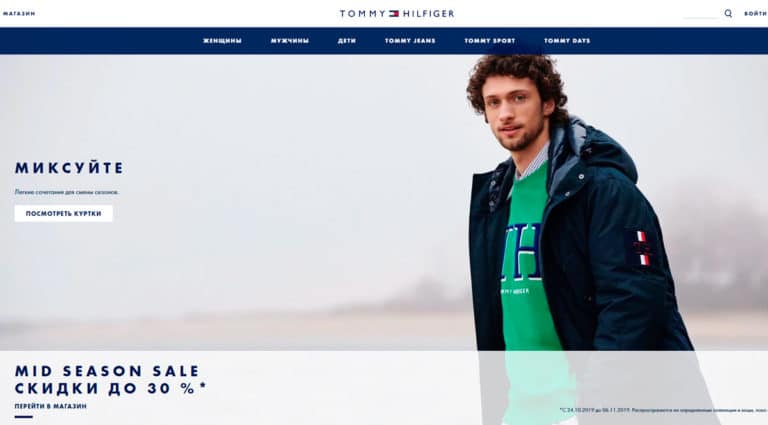 МАГАЗИН
TOMMY HILFIGER
ВОЙТИ
ЖЕНЩИНЫ МУЖЧИНЫ ДЕТИ TOMMY JEANS TOMMY SPORT TOMMY DAYS
МИКСУЙТЕ
Легкие сочетания для смены сезонов.
ПОСМОТРЕТЬ КУРТКИ
TH
TOMMY HILFIGER
MID SEASON SALE
СКИДКИ ДО 30 %*
ПЕРЕЙТИ В МАГАЗИН
*С 24.10.2019 до 06.11.2019. Распространяется на определенные коллекции и вещи,